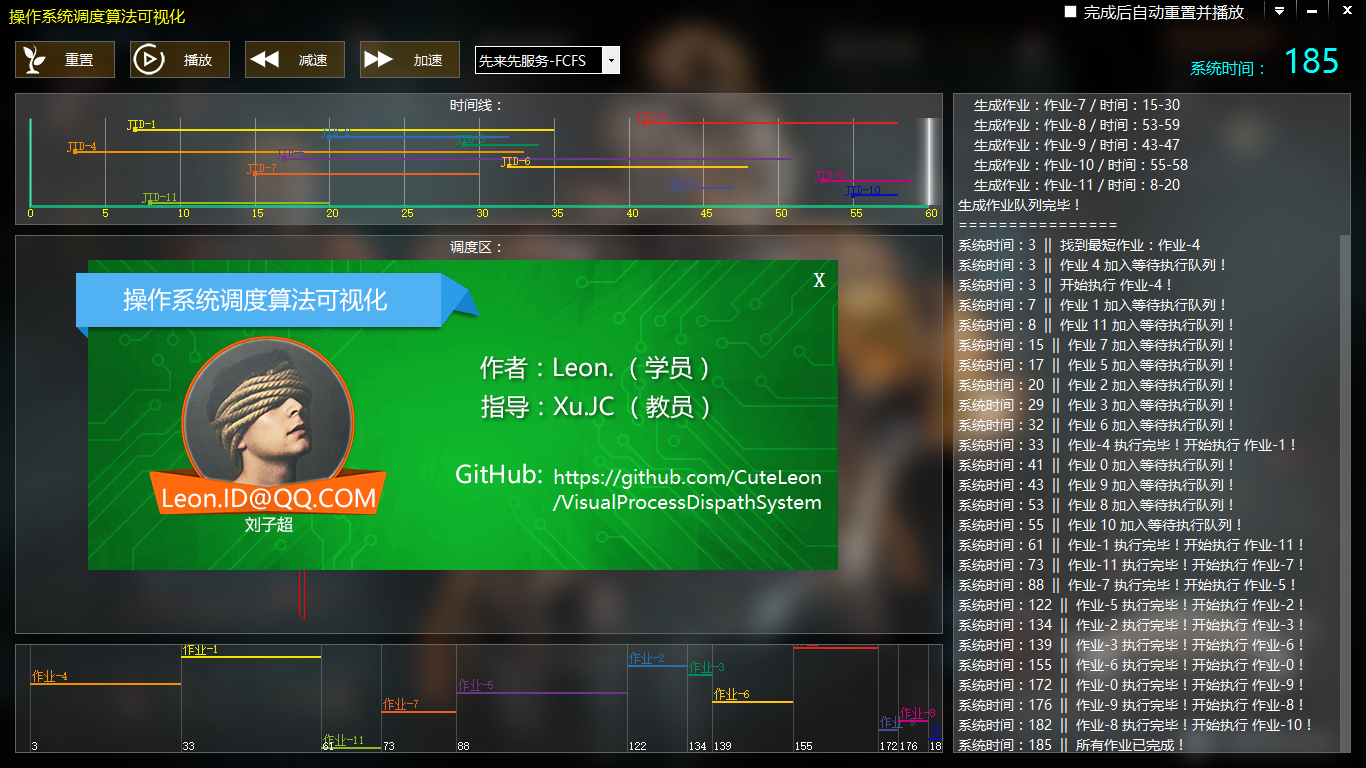 操作系统调度算法可视化
完成后自动重置并播放
重置
播放
减速
加速
先来先服务-FCFS
系统时间： 185
时间线：
JID-1
JID-4
JID-7
JID-6
JID-11
JID-10
0 5 10 15 20 25 30 35 40 45 50 55 60
调度区：
操作系统调度算法可视化
X
作者：Leon. （ 学员 ）
指导：Xu.JC （ 教员 ）
GitHub: https://github.com/CuteLeon
/VisualProcessDispathSystem
Leon.ID@QQ.COM
刘子超
作业-4
作业-1
作业-11
作业-7
作业-5
作业-2
作业-3
作业-6
作业-9
作业-8
3 33 61 73 88 122 134 139 155 172 176 18
生成作业：作业-7 / 时间：15-30
生成作业：作业-8 / 时间：53-59
生成作业：作业-9 / 时间：43-47
生成作业：作业-10 / 时间：55-58
生成作业：作业-11 / 时间：8-20
生成作业队列完毕！
================
系统时间：3 || 找到最短作业：作业-4
系统时间：3 || 作业 4 加入等待执行队列！
系统时间：3 || 开始执行 作业-4！
系统时间：7 || 作业 1 加入等待执行队列！
系统时间：8 || 作业 11 加入等待执行队列！
系统时间：15 || 作业 7 加入等待执行队列！
系统时间：17 || 作业 5 加入等待执行队列！
系统时间：20 || 作业 2 加入等待执行队列！
系统时间：29 || 作业 3 加入等待执行队列！
系统时间：32 || 作业 6 加入等待执行队列！
系统时间：33 || 作业-4 执行完毕！开始执行 作业-1！
系统时间：41 || 作业 0 加入等待执行队列！
系统时间：43 || 作业 9 加入等待执行队列！
系统时间：53 || 作业 8 加入等待执行队列！
系统时间：55 || 作业 10 加入等待执行队列！
系统时间：61 || 作业-1 执行完毕！开始执行 作业-11！
系统时间：73 || 作业-11 执行完毕！开始执行 作业-7！
系统时间：88 || 作业-7 执行完毕！开始执行 作业-5！
系统时间：122 || 作业-5 执行完毕！开始执行 作业-2！
系统时间：134 || 作业-2 执行完毕！开始执行 作业-3！
系统时间：139 || 作业-3 执行完毕！开始执行 作业-6！
系统时间：155 || 作业-6 执行完毕！开始执行 作业-0！
系统时间：172 || 作业-0 执行完毕！开始执行 作业-9！
系统时间：176 || 作业-9 执行完毕！开始执行 作业-8！
系统时间：182 || 作业-8 执行完毕！开始执行 作业-10！
系统时间：185 || 所有作业已完成！